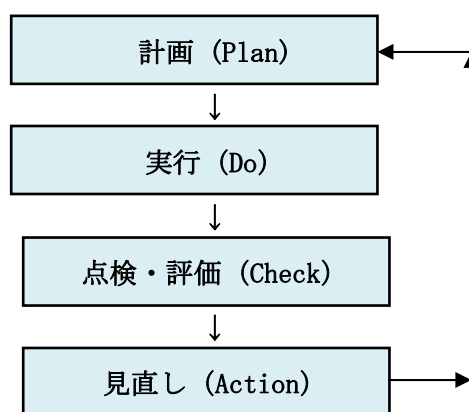 計画 (Plan)
↓
実行 (Do)
↓
点検・評価 (Check)
↓
見直し (Action)